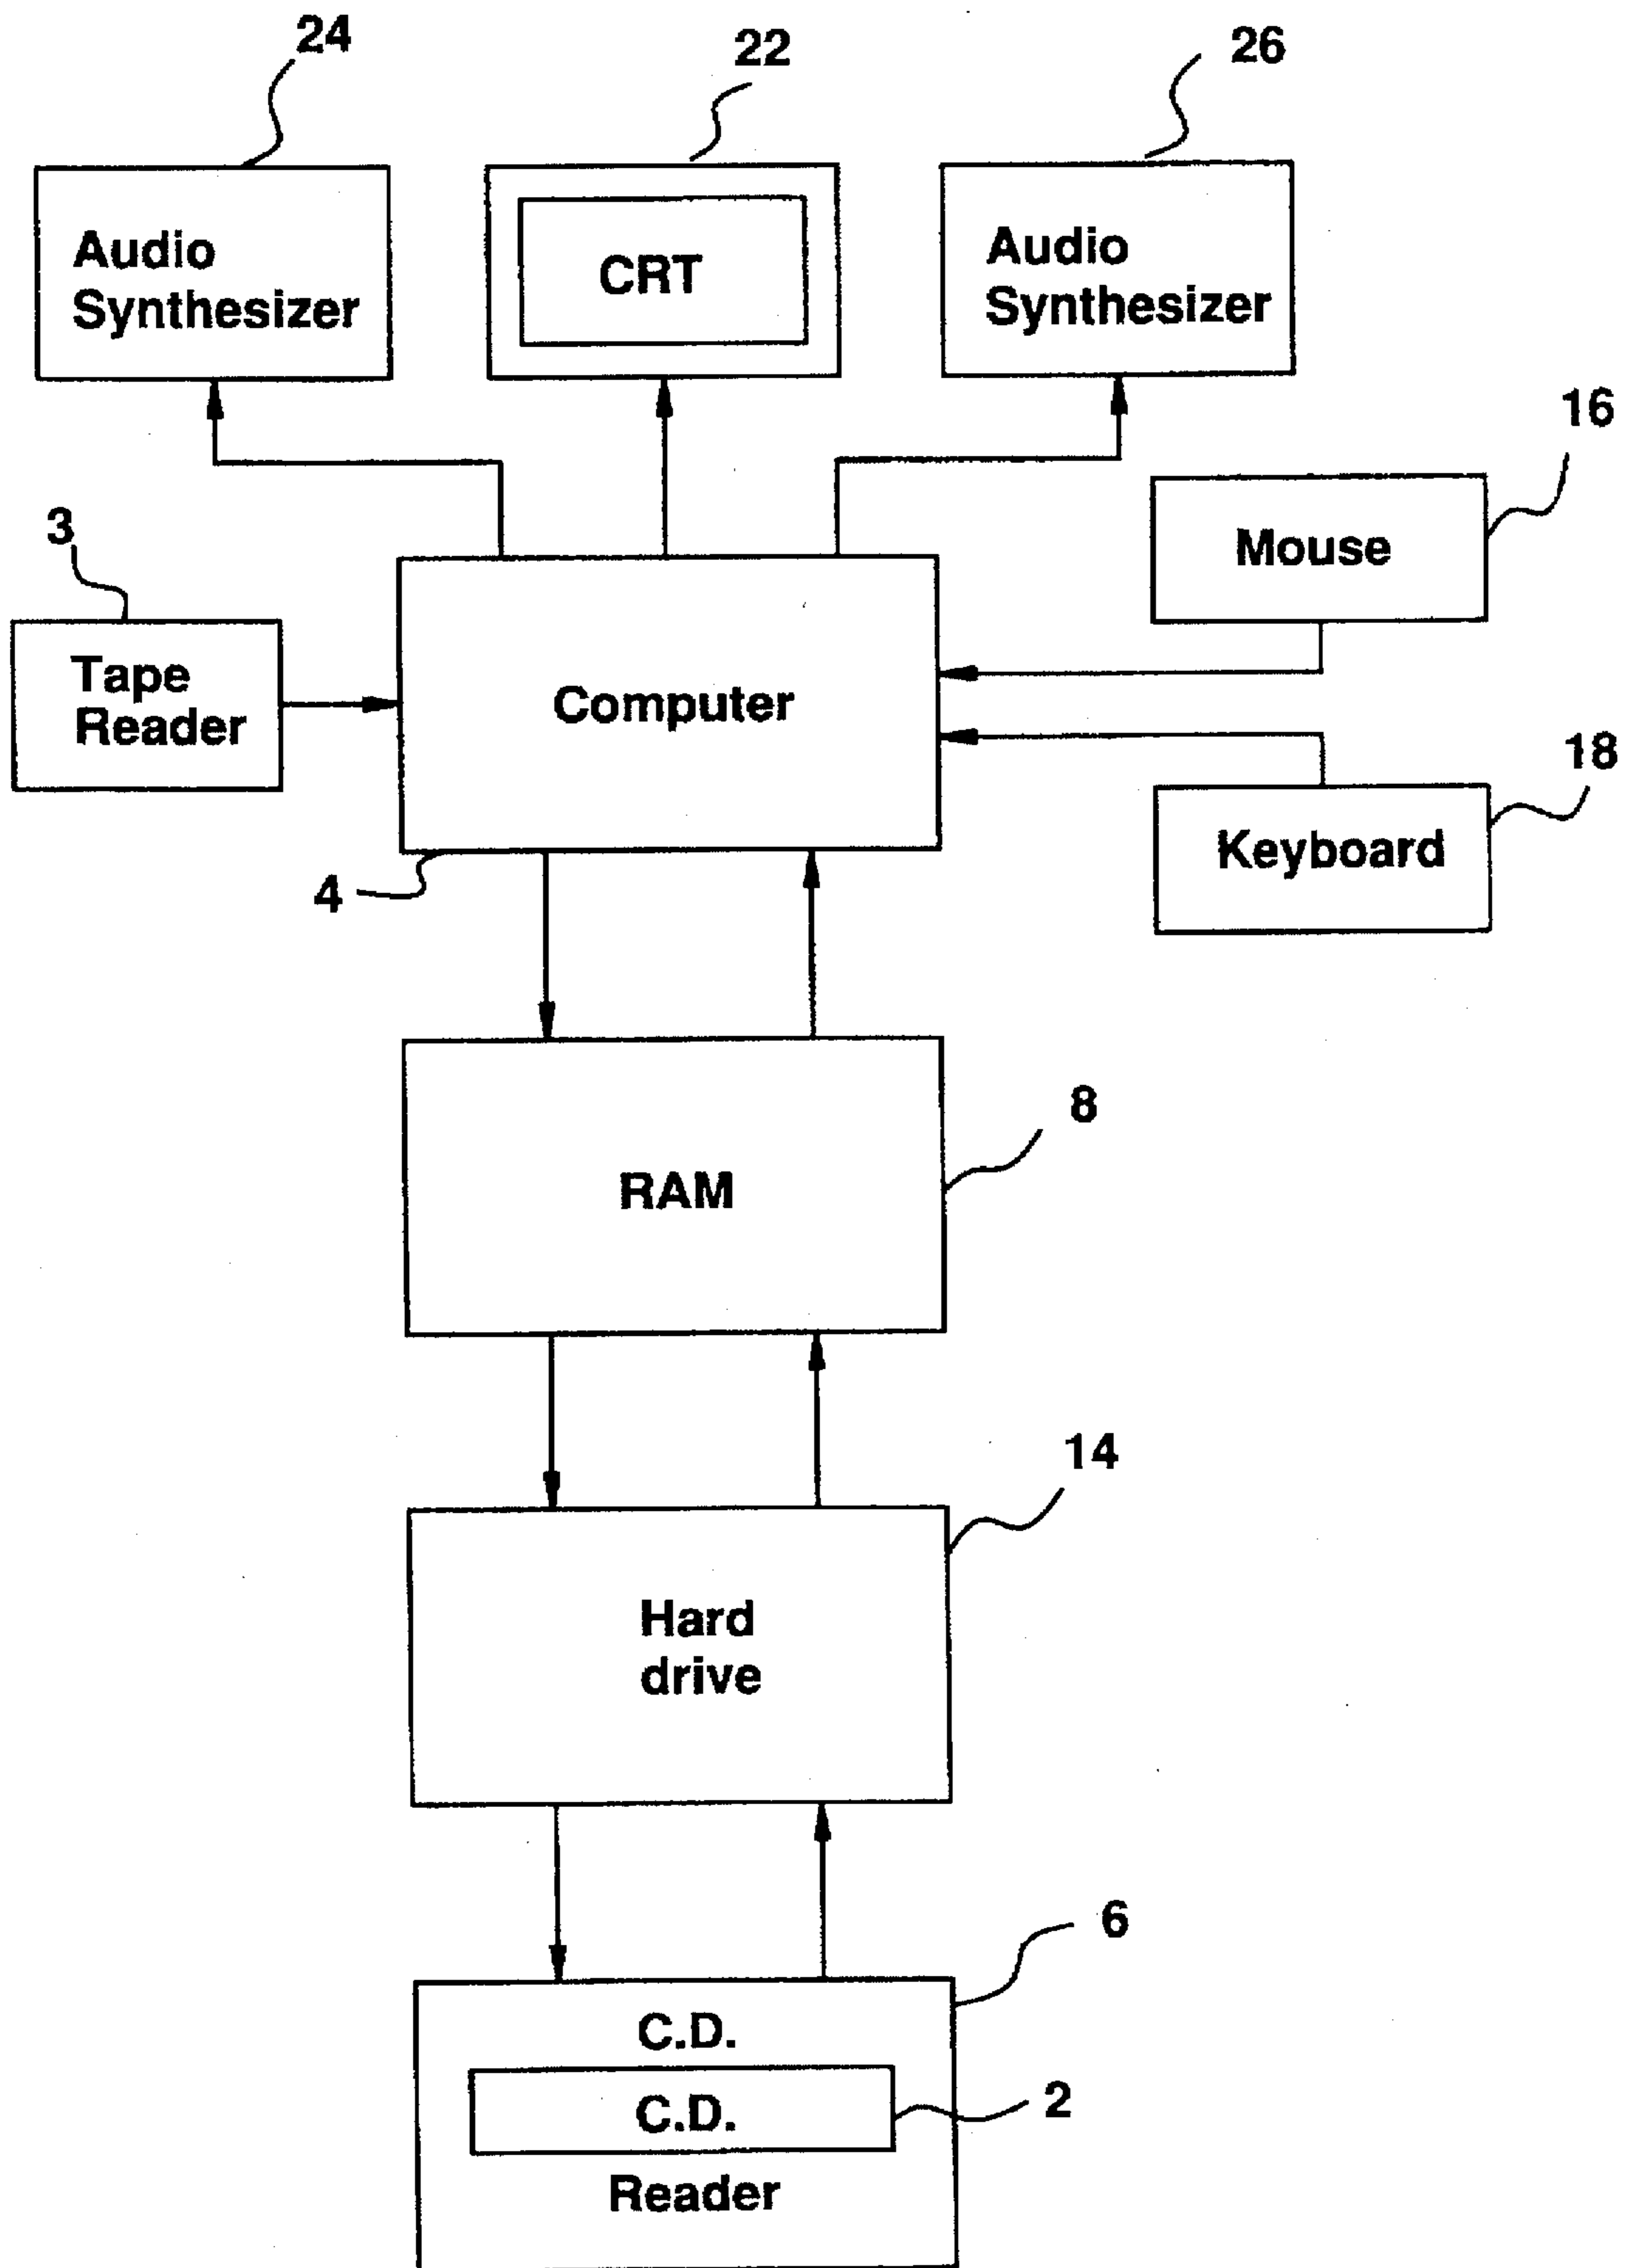 24
22
26
Audio
Synthesizer
CRT
Audio
Synthesizer
16
Mouse
3
Tape
Reader
Computer
18
Keyboard
4
8
RAM
14
Hard
drive
6
C.D.
C.D.
2
Reader